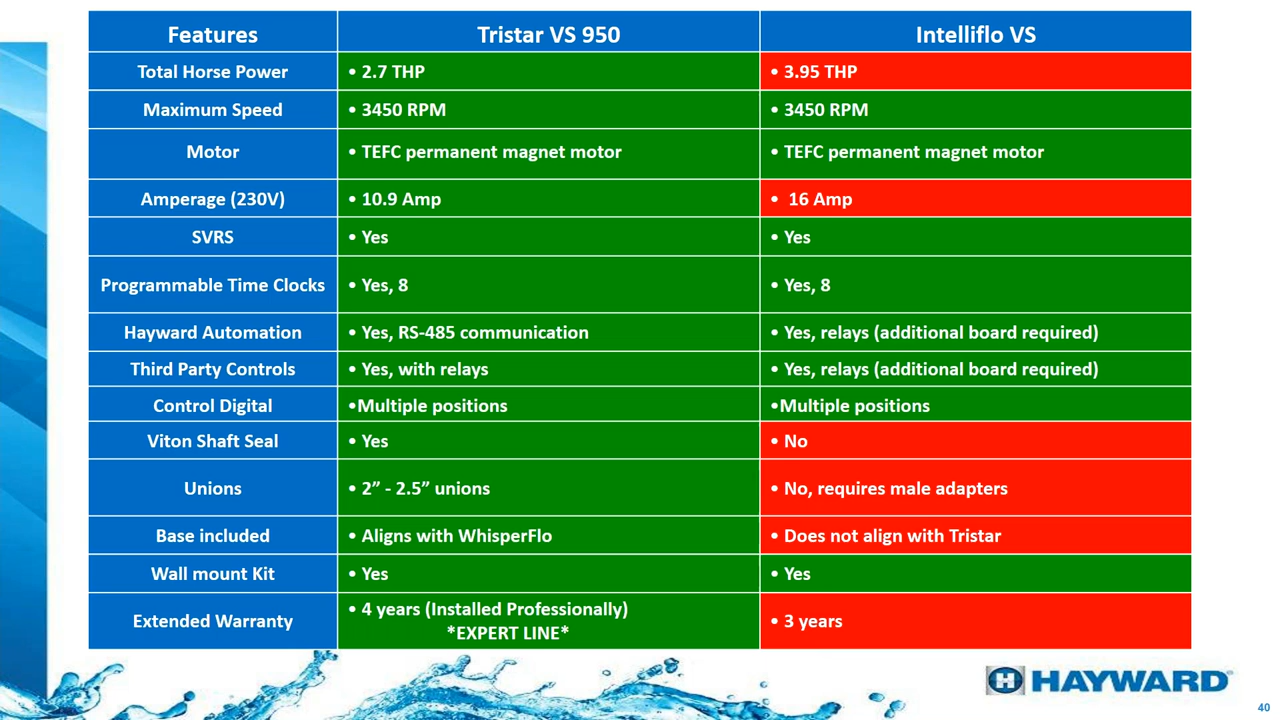 Features Tristar VS 950 Intelliflo VS
Total Horse Power • 2.7 THP • 3.95 THP
Maximum Speed • 3450 RPM • 3450 RPM
Motor • TEFC permanent magnet motor • TEFC permanent magnet motor
Amperage (230V) • 10.9 Amp • 16 Amp
SVRS • Yes • Yes
Programmable Time Clocks • Yes, 8 • Yes, 8
Hayward Automation • Yes, RS-485 communication • Yes, relays (additional board required)
Third Party Controls • Yes, with relays • Yes, relays (additional board required)
Control Digital •Multiple positions •Multiple positions
Viton Shaft Seal • Yes • No
Unions • 2” - 2.5” unions • No, requires male adapters
Base included • Aligns with WhisperFlo • Does not align with Tristar
Wall mount Kit • Yes • Yes
Extended Warranty • 4 years (Installed Professionally) • 3 years
*EXPERT LINE*
H HAYWARD®
40